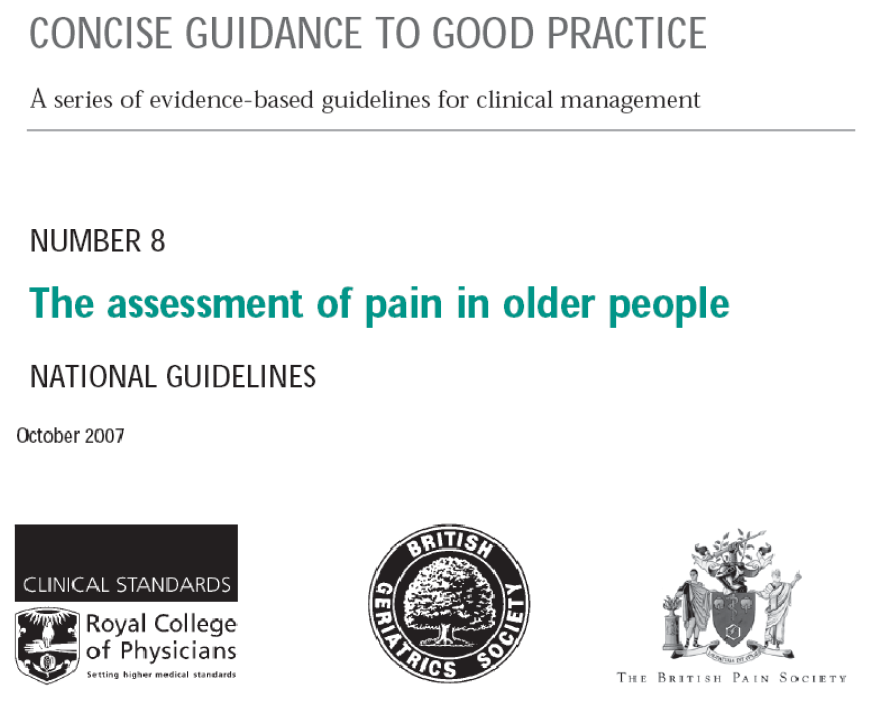 CONCISE GUIDANCE TO GOOD PRACTICE
A series of evidence-based guidelines for clinical management
NUMBER 8
The assessment of pain in older people
NATIONAL GUIDELINES
October 2007
CLINICAL STANDARDS
Royal College
of Physicians
Setting higher medical standards
BRITISH
GERIATRICS SOCIETY
THE BRITISH PAIN SOCIETY